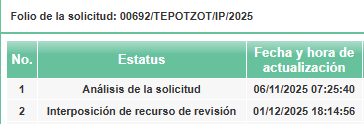 Folio de la solicitud: 00692/TEPOTZOT/IP/2025
No. Estatus Fecha y hora de actualización
1 Análisis de la solicitud 06/11/2025 07:25:40
2 Interposición de recurso de revisión 01/12/2025 18:14:56